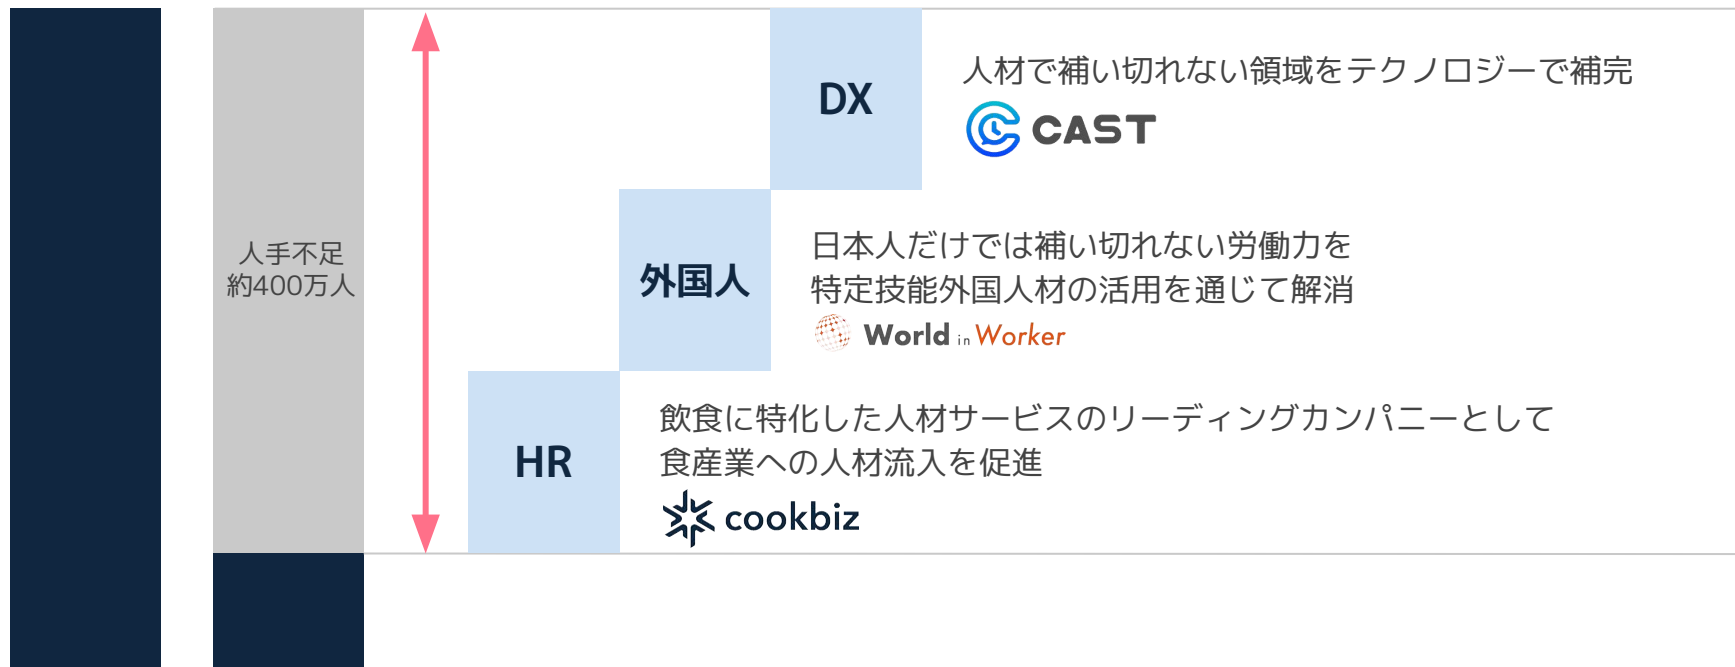 人手不足
約400万人
DX
人材で補い切れない領域をテクノロジーで補完
CAST
外国人
日本人だけでは補い切れない労働力を
特定技能外国人材の活用を通じて解消
World in Worker
HR
飲食に特化した人材サービスのリーディングカンパニーとして
食産業への人材流入を促進
cookbiz